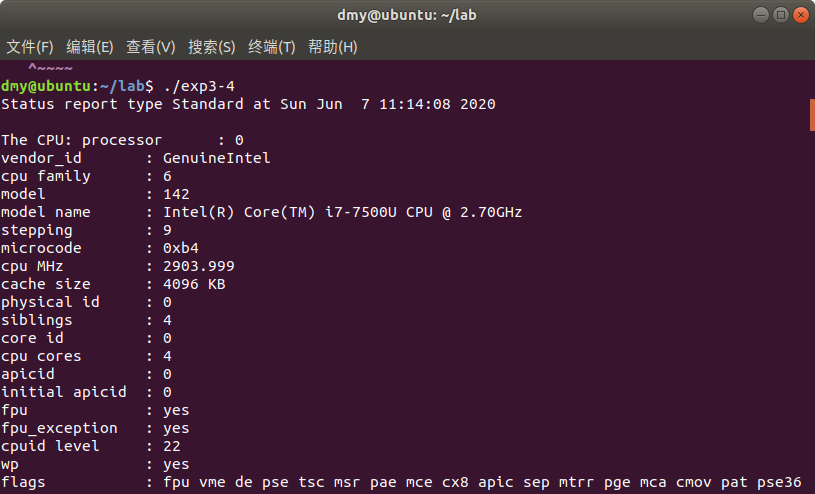 dmy@ubuntu: ~/lab
文件(F) 编辑(E) 查看(V) 搜索(S) 终端(T) 帮助(H)
^~~~~
dmy@ubuntu:~/lab$ ./exp3-4
Status report type Standard at Sun Jun  7 11:14:08 2020
The CPU: processor      : 0
vendor_id       : GenuineIntel
cpu family      : 6
model           : 142
model name      : Intel(R) Core(TM) i7-7500U CPU @ 2.70GHz
stepping        : 9
microcode       : 0xb4
cpu MHz         : 2903.999
cache size      : 4096 KB
physical id     : 0
siblings        : 4
core id         : 0
cpu cores       : 4
apicid          : 0
initial apicid  : 0
fpu             : yes
fpu_exception   : yes
cpuid level     : 22
wp              : yes
flags           : fpu vme de pse tsc msr pae mce cx8 apic sep mtrr pge mca cmov pat pse36